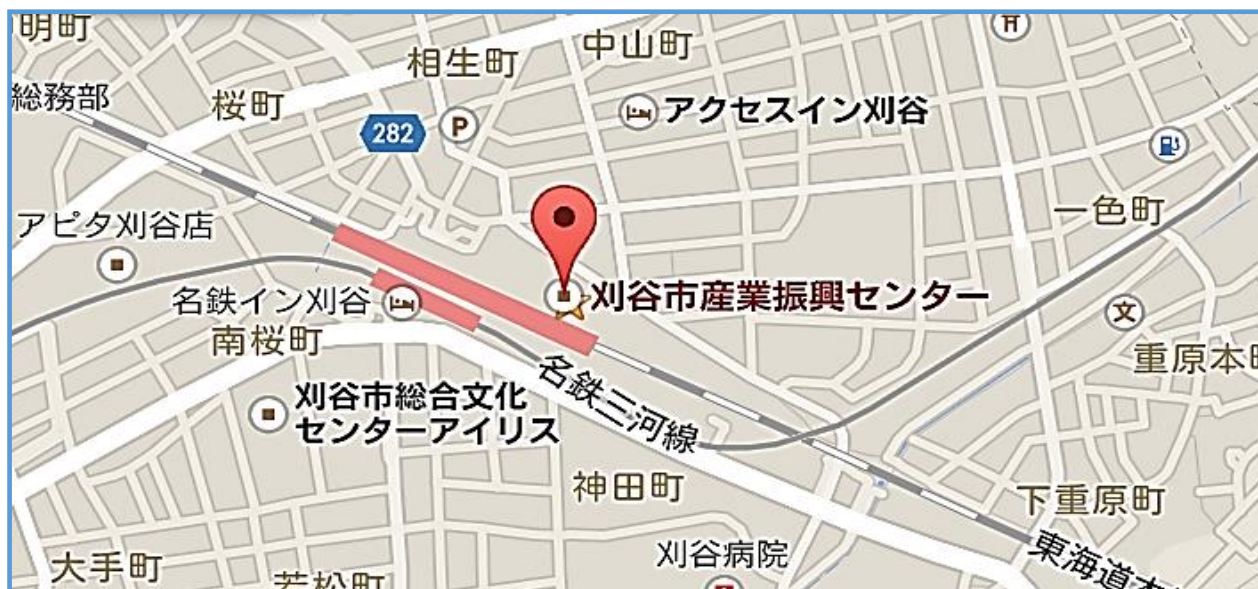 明町
中山町
相生町
総務部
桜町
アクセスイン刈谷
282
P
一色町
アピタ刈谷店
刈谷市産業振興センター
名鉄イン刈谷
南桜町
文
重原本町
刈谷市総合文化
センターアイリス
名鉄三河線
神田町
下重原町
刈谷病院
東海道本
大手町
若松町